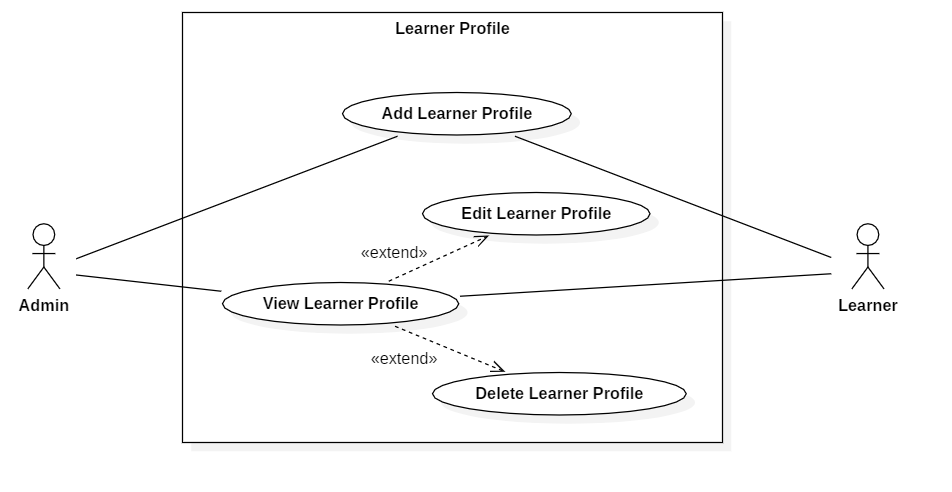 Learner Profile
Add Learner Profile
Edit Learner Profile
«extend»
View Learner Profile
Admin
Learner
«extend»
Delete Learner Profile